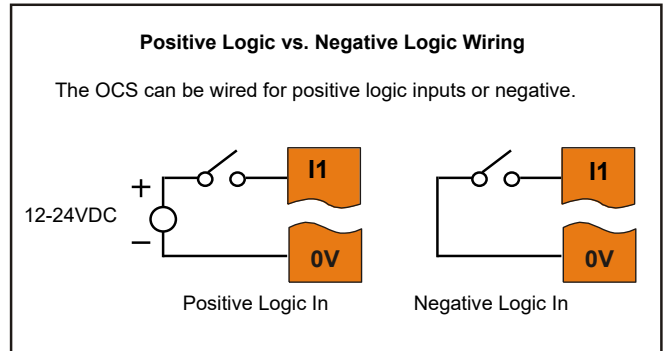 Positive Logic vs. Negative Logic Wiring
The OCS can be wired for positive logic inputs or negative.
I1
I1
+
12-24VDC
–
0V
0V
Positive Logic In
Negative Logic In